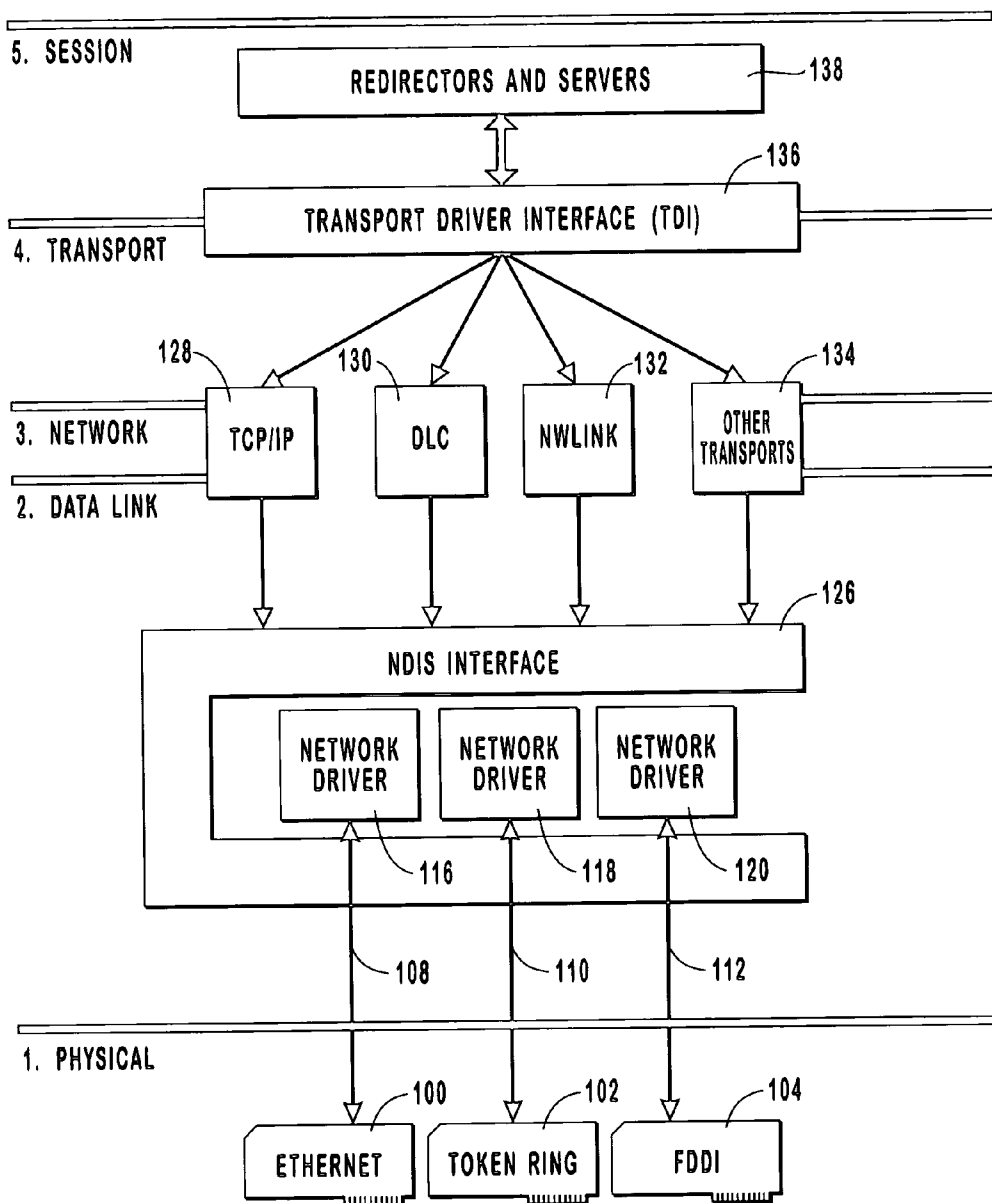 5. SESSION
REDIRECTORS AND SERVERS
138
136
TRANSPORT DRIVER INTERFACE (TDI)
4. TRANSPORT
128
130
132
134
3. NETWORK
TCP/IP
DLC
NWLINK
OTHER
TRANSPORTS
2. DATA LINK
126
NDIS INTERFACE
NETWORK
DRIVER
NETWORK
DRIVER
NETWORK
DRIVER
116
118
120
108
110
112
1. PHYSICAL
100
102
104
ETHERNET
TOKEN RING
FDDI